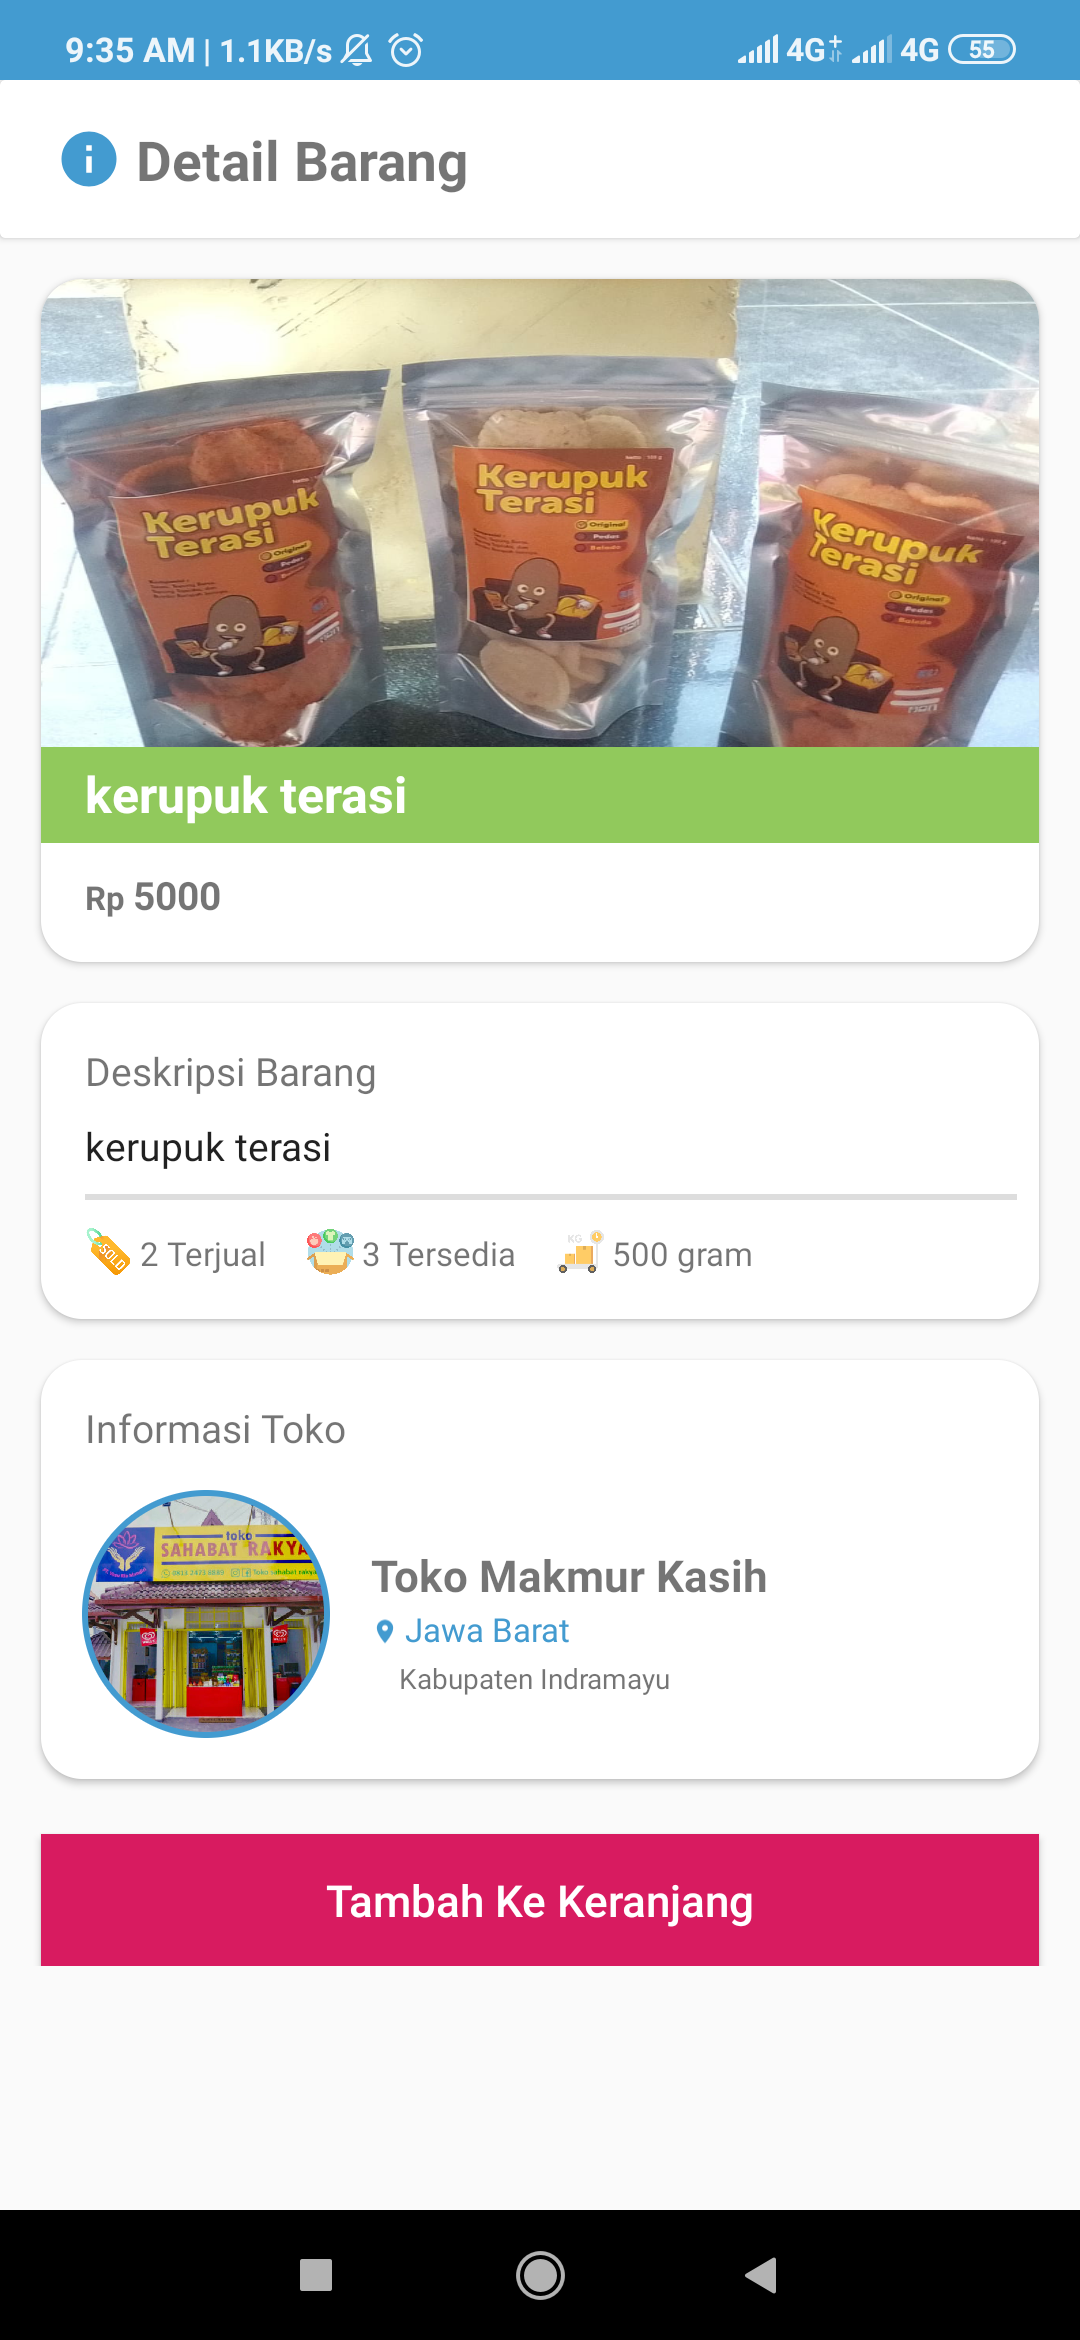 9:35 AM | 1.1KB/s 4G+ 4G 55
Detail Barang
Kerupuk
Terasi
Original
Pedas
Kerupuk
Terasi
Original
Pedas
Balado
Kerupuk
Terasi
Original
Pedas
Balado
kerupuk terasi
Rp 5000
Deskripsi Barang
kerupuk terasi
SOLD
2 Terjual
3 Tersedia
KG
500 gram
Informasi Toko
toko
SAHABAT RAKYA
Toko Makmur Kasih
Jawa Barat
Kabupaten Indramayu
Tambah Ke Keranjang